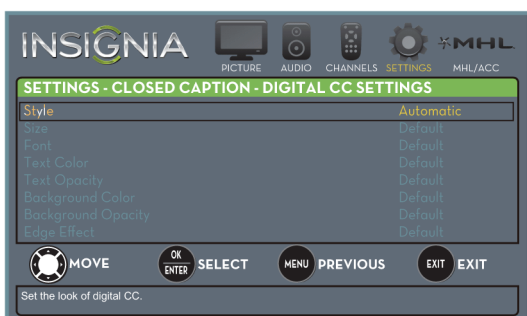 INSIGNIA
PICTURE AUDIO CHANNELS SETTINGS MHL/ACC
MHL
SETTINGS - CLOSED CAPTION - DIGITAL CC SETTINGS
Style Automatic
Size Default
Font Default
Text Color Default
Text Opacity Default
Background Color Default
Background Opacity Default
Edge Effect Default
MOVE OK ENTER SELECT MENU PREVIOUS EXIT EXIT
Set the look of digital CC.